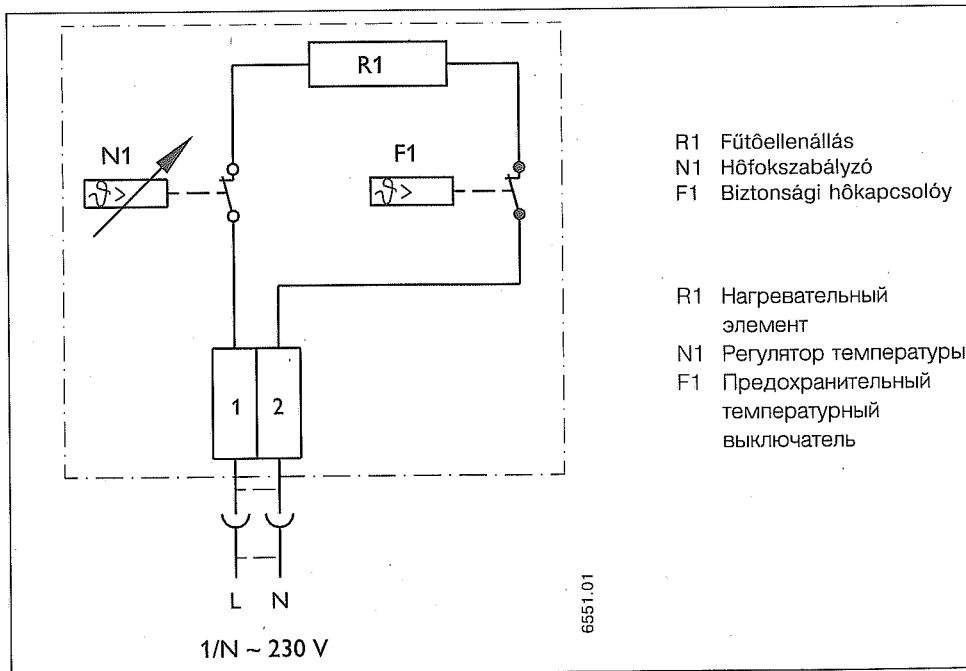 R1
N1
ϑ>
F1
ϑ>
1 2
L N
1/N ~ 230 V
6551.01
R1 Fűtôellenállás
N1 Hôfokszabályzó
F1 Biztonsági hôkapcsolóy
R1 Нагревательный
элемент
N1 Регулятор температуры
F1 Предохранительный
температурный
выключатель